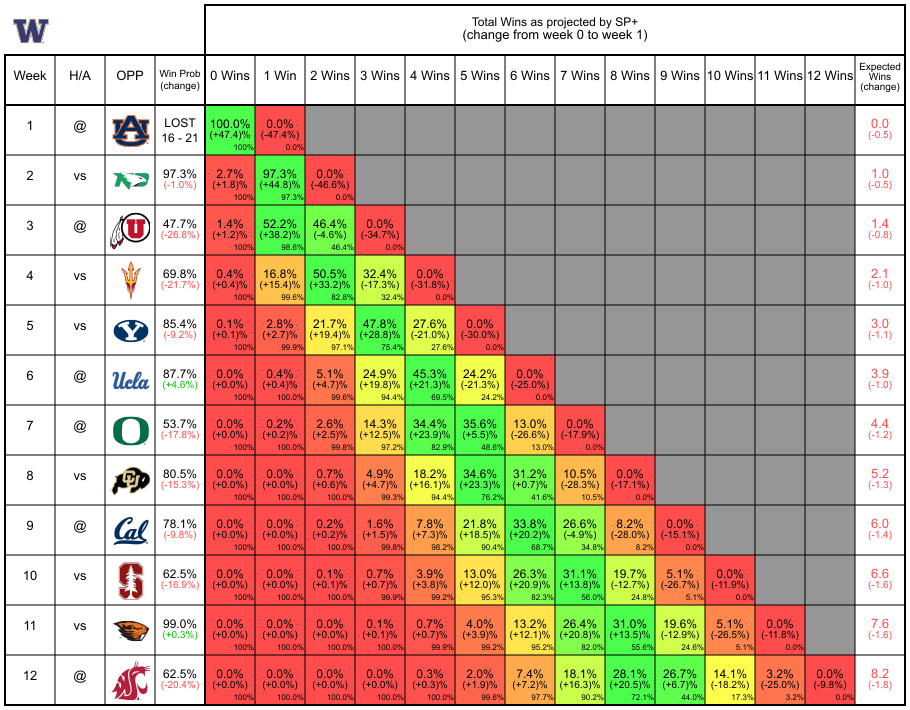 W
Total Wins as projected by SP+
(change from week 0 to week 1)
Week H/A OPP Win Prob (change) 0 Wins 1 Win 2 Wins 3 Wins 4 Wins 5 Wins 6 Wins 7 Wins 8 Wins 9 Wins 10 Wins 11 Wins 12 Wins Expected Wins (change)
1 @ AU LOST 100.0% 0.0% 0.0
16 - 21 (+47.4)% (-47.4)% (-0.5)
100% 0.0%
2 vs 97.3% 2.7% 97.3% 0.0% 1.0
(-1.0%) (+1.8)% (+44.8)% (-46.6)% (-0.5)
100% 97.3% 0.0%
3 @ U 47.7% 1.4% 52.2% 46.4% 0.0% 1.4
(-26.8%) (+1.2)% (+38.2)% (-4.6)% (-34.7)% (-0.8)
100% 98.6% 46.4% 0.0%
4 vs 69.8% 0.4% 16.8% 50.5% 32.4% 0.0% 2.1
(-21.7%) (+0.4)% (+15.4)% (+33.2)% (-17.3)% (-31.8)% (-1.0)
100% 99.6% 82.8% 32.4% 0.0%
5 vs Y 85.4% 0.1% 2.8% 21.7% 47.8% 27.6% 0.0% 3.0
(-9.2%) (+0.1)% (+2.7)% (+19.4)% (+28.8)% (-21.0)% (-30.0)% (-1.1)
100% 99.9% 97.1% 75.4% 27.6% 0.0%
6 @ Ucla 87.7% 0.0% 0.4% 5.1% 24.9% 45.3% 24.2% 0.0% 3.9
(+4.6%) (+0.0)% (+0.4)% (+4.7)% (+19.8)% (+21.3)% (-21.3)% (-25.0)% (-1.0)
100% 100.0% 99.6% 94.4% 69.5% 24.2% 0.0%
7 @ O 53.7% 0.0% 0.2% 2.6% 14.3% 34.4% 35.6% 13.0% 0.0% 4.4
(-17.8%) (+0.0)% (+0.2)% (+2.5)% (+12.5)% (+23.9)% (+5.5)% (-26.6)% (-17.9)% (-1.2)
100% 100.0% 99.8% 97.2% 82.9% 48.6% 13.0% 0.0%
8 vs CU 80.5% 0.0% 0.0% 0.7% 4.9% 18.2% 34.6% 31.2% 10.5% 0.0% 5.2
(-15.3%) (+0.0)% (+0.0)% (+0.6)% (+4.7)% (+16.1)% (+23.3)% (+0.7)% (-28.3)% (-17.1)% (-1.3)
100% 100.0% 100.0% 99.3% 94.4% 76.2% 41.6% 10.5% 0.0%
9 @ Cal 78.1% 0.0% 0.0% 0.2% 1.6% 7.8% 21.8% 33.8% 26.6% 8.2% 0.0% 6.0
(-9.8%) (+0.0)% (+0.0)% (+0.2)% (+1.5)% (+7.3)% (+18.5)% (+20.2)% (-4.9)% (-28.0)% (-15.1)% (-1.4)
100% 100.0% 100.0% 99.8% 98.2% 90.4% 68.7% 34.8% 8.2% 0.0%
10 vs S 62.5% 0.0% 0.0% 0.1% 0.7% 3.9% 13.0% 26.3% 31.1% 19.7% 5.1% 0.0% 6.6
(-16.9%) (+0.0)% (+0.0)% (+0.1)% (+0.7)% (+3.8)% (+12.0)% (+20.9)% (+13.8)% (-12.7)% (-26.7)% (-11.9)% (-1.6)
100% 100.0% 100.0% 99.9% 99.2% 95.3% 82.3% 56.0% 24.8% 5.1% 0.0%
11 vs 99.0% 0.0% 0.0% 0.0% 0.1% 0.7% 4.0% 13.2% 26.4% 31.0% 19.6% 5.1% 0.0% 7.6
(+0.3%) (+0.0)% (+0.0)% (+0.0)% (+0.1)% (+0.7)% (+3.9)% (+12.1)% (+20.8)% (+13.5)% (-12.9)% (-26.5)% (-11.8)% (-1.6)
100% 100.0% 100.0% 100.0% 99.9% 99.2% 95.2% 82.0% 55.6% 24.6% 5.1% 0.0%
12 @ 62.5% 0.0% 0.0% 0.0% 0.0% 0.3% 2.0% 7.4% 18.1% 28.1% 26.7% 14.1% 3.2% 0.0% 8.2
(-20.4%) (+0.0)% (+0.0)% (+0.0)% (+0.0)% (+0.3)% (+1.9)% (+7.2)% (+16.3)% (+20.5)% (+6.7)% (-18.2)% (-25.0)% (-9.8)% (-1.8)
100% 100.0% 100.0% 100.0% 100.0% 99.6% 97.7% 90.2% 72.1% 44.0% 17.3% 3.2% 0.0%